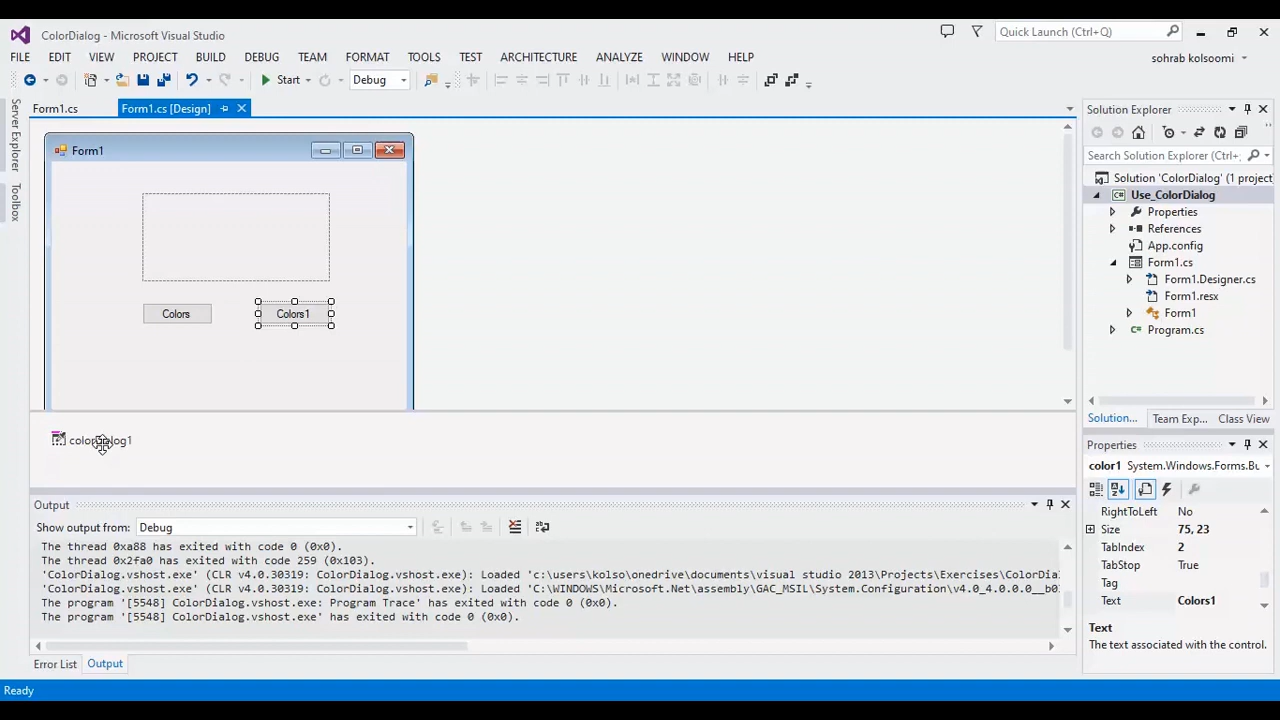 ColorDialog - Microsoft Visual Studio
Quick Launch (Ctrl+Q)
FILE EDIT VIEW PROJECT BUILD DEBUG TEAM FORMAT TOOLS TEST ARCHITECTURE ANALYZE WINDOW HELP
sohrab kolsoomi
Start
Debug
Server Explorer
Toolbox
Form1.cs
Form1.cs [Design]
Form1
Colors
Colors1
colorDialog1
Solution Explorer
Search Solution Explorer (Ctrl+;
Solution 'ColorDialog' (1 project
Use_ColorDialog
Properties
References
App.config
Form1.cs
Form1.Designer.cs
Form1.resx
Form1
Program.cs
Solution... Team Exp... Class View
Properties
color1 System.Windows.Forms.Bu
RightToLeft No
Size 75, 23
TabIndex 2
TabStop True
Tag
Text Colors1
Text
The text associated with the control.
Output
Show output from: Debug
The thread 0xa88 has exited with code 0 (0x0).
The thread 0x2fa0 has exited with code 259 (0x103).
'ColorDialog.vshost.exe' (CLR v4.0.30319: ColorDialog.vshost.exe): Loaded 'c:\users\kolso\onedrive\documents\visual studio 2013\Projects\Exercises\ColorDia
'ColorDialog.vshost.exe' (CLR v4.0.30319: ColorDialog.vshost.exe): Loaded 'C:\WINDOWS\Microsoft.Net\assembly\GAC_MSIL\System.Configuration\v4.0_4.0.0.0__b0
The program '[5548] ColorDialog.vshost.exe: Program Trace' has exited with code 0 (0x0).
The program '[5548] ColorDialog.vshost.exe' has exited with code 0 (0x0).
Error List Output
Ready